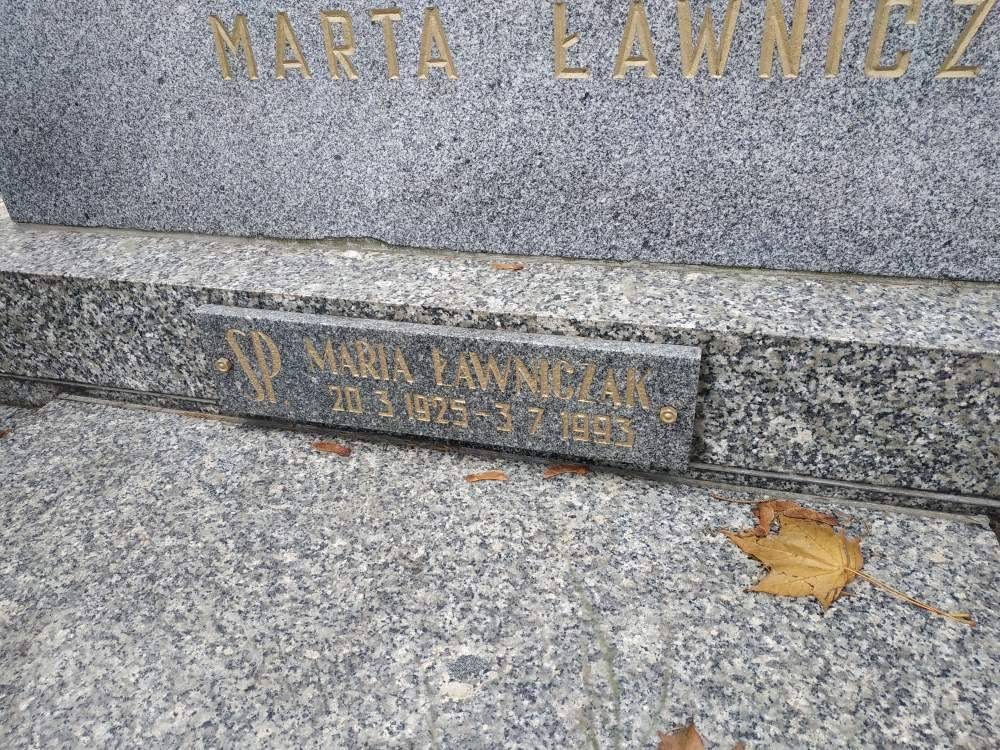 MARTA ŁAWNICZ
SP.
MARIA ŁAWNICZAK
20 3 1925-3 7 1993